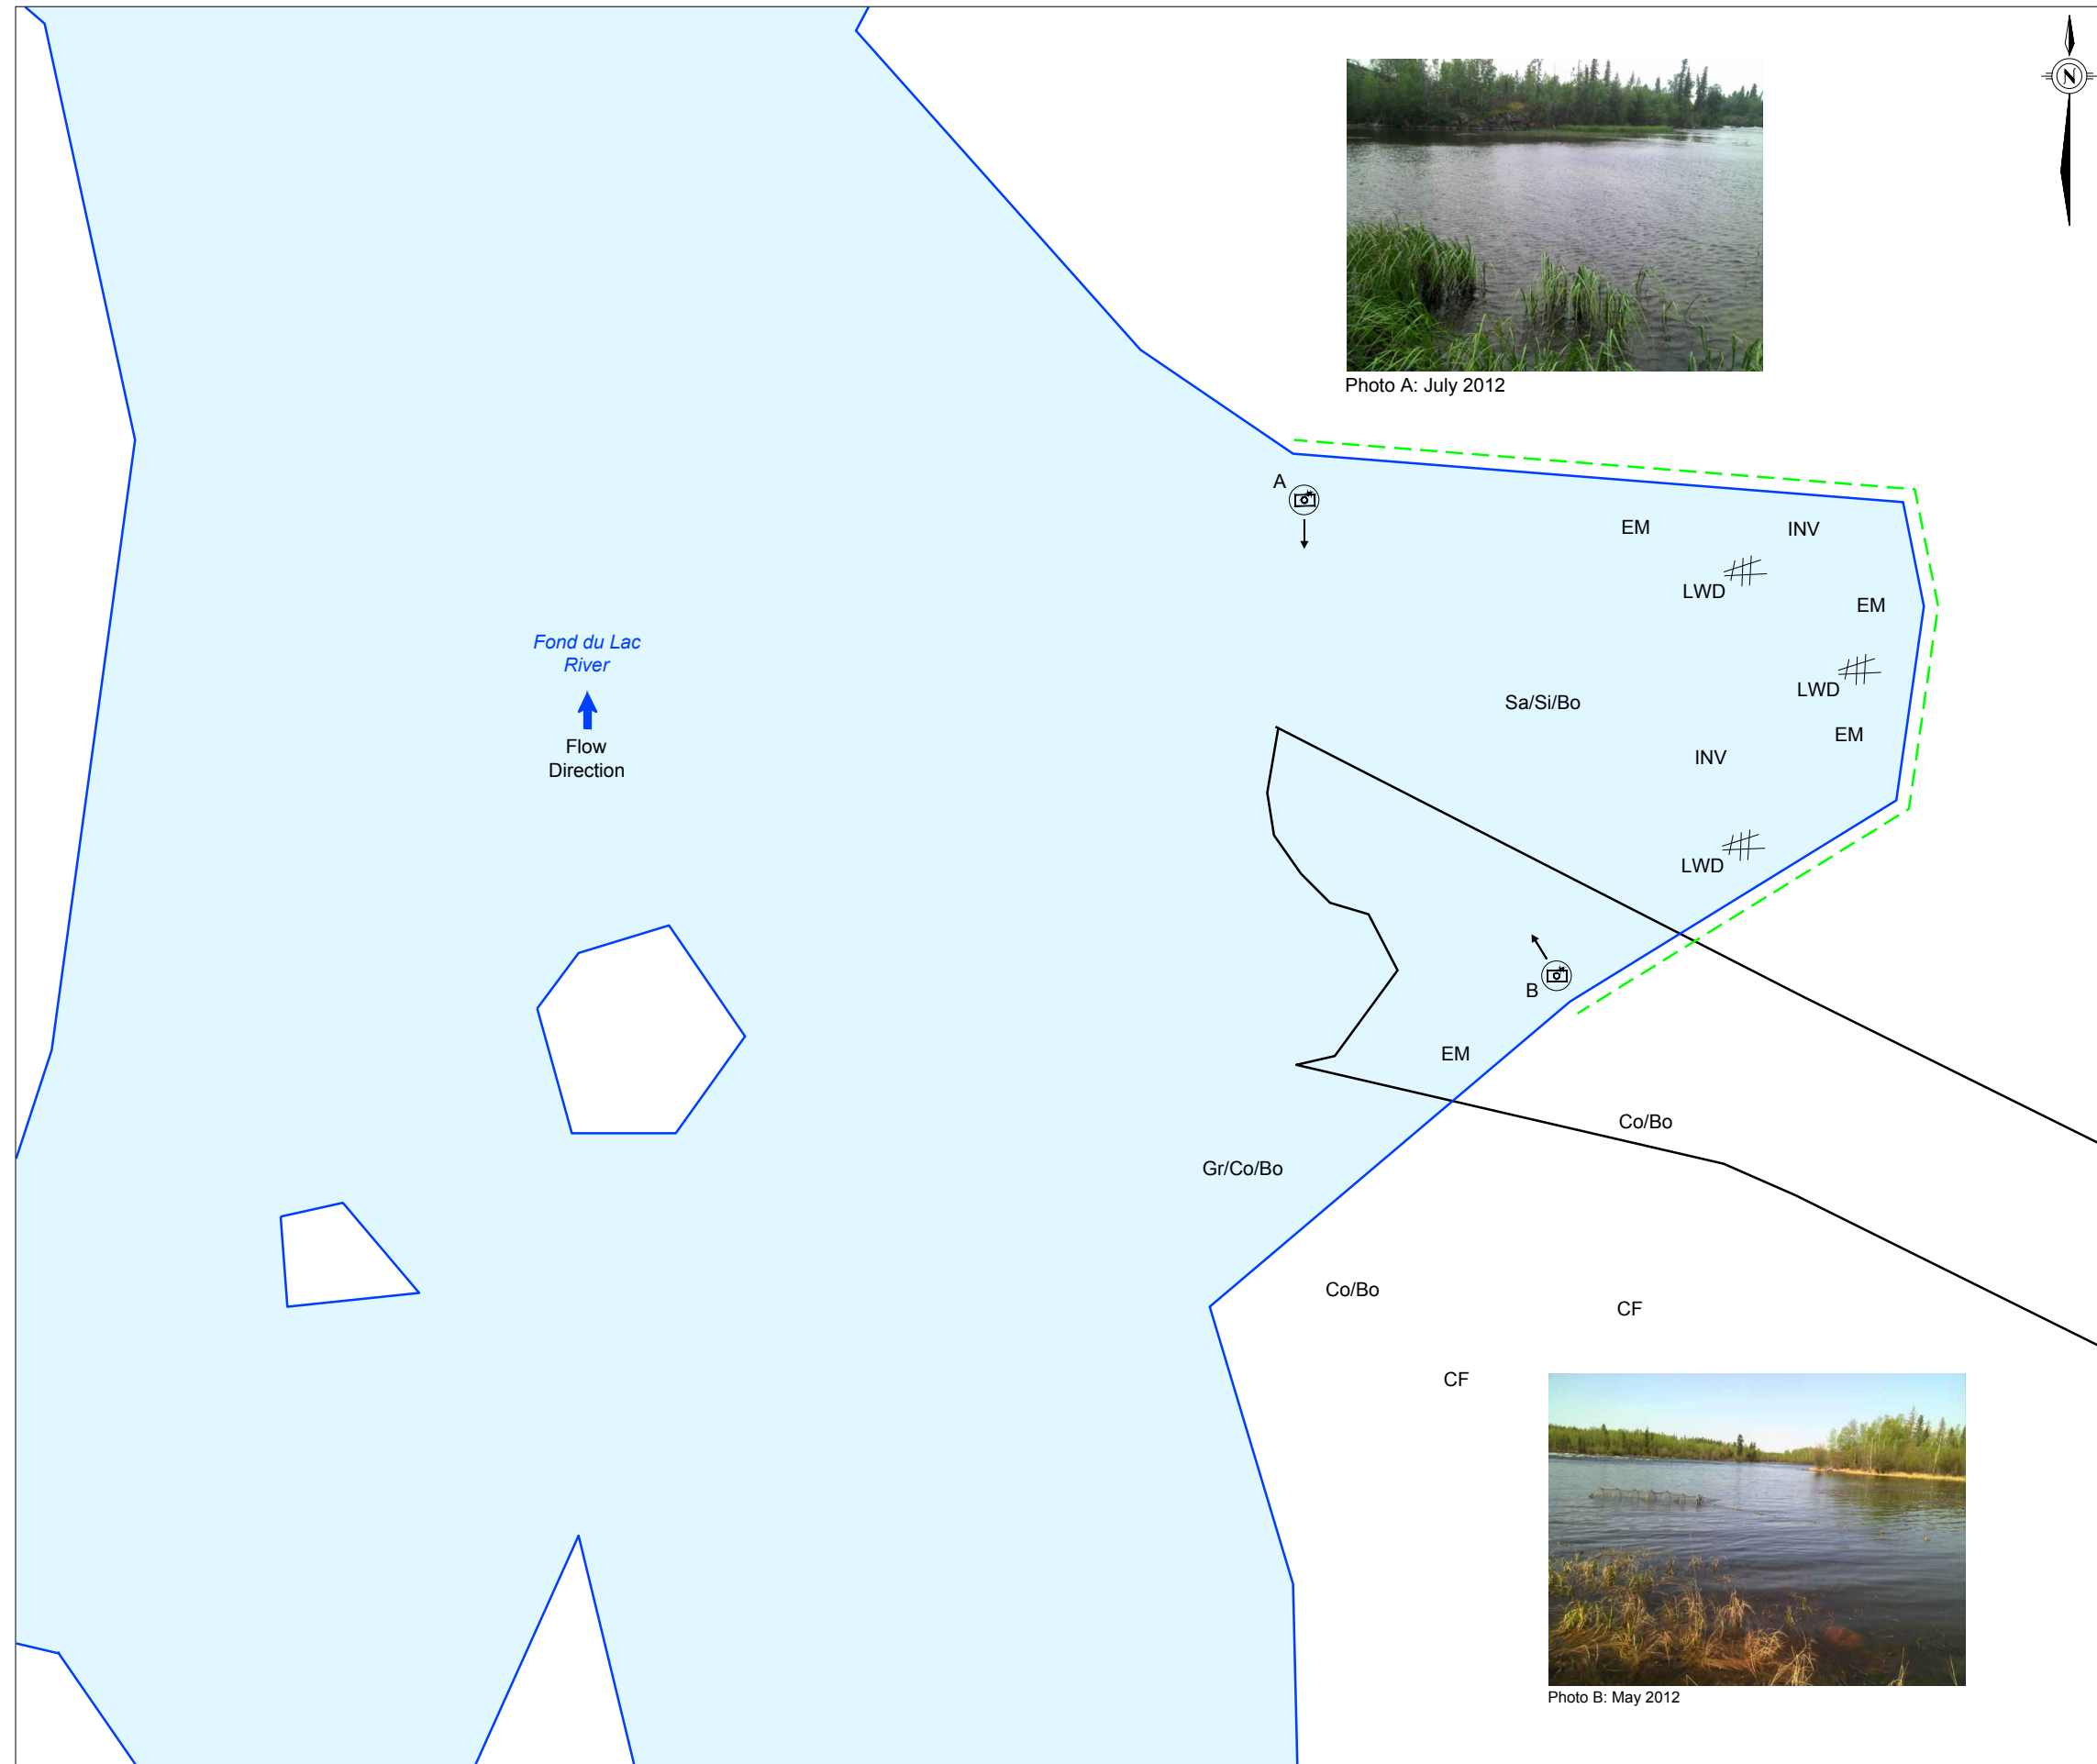 N
Photo A: July 2012
A
EM
INV
LWD
EM
Fond du Lac
River
LWD
Sa/Si/Bo
EM
Flow
Direction
INV
LWD
B
EM
Co/Bo
Gr/Co/Bo
Co/Bo
CF
CF
Photo B: May 2012